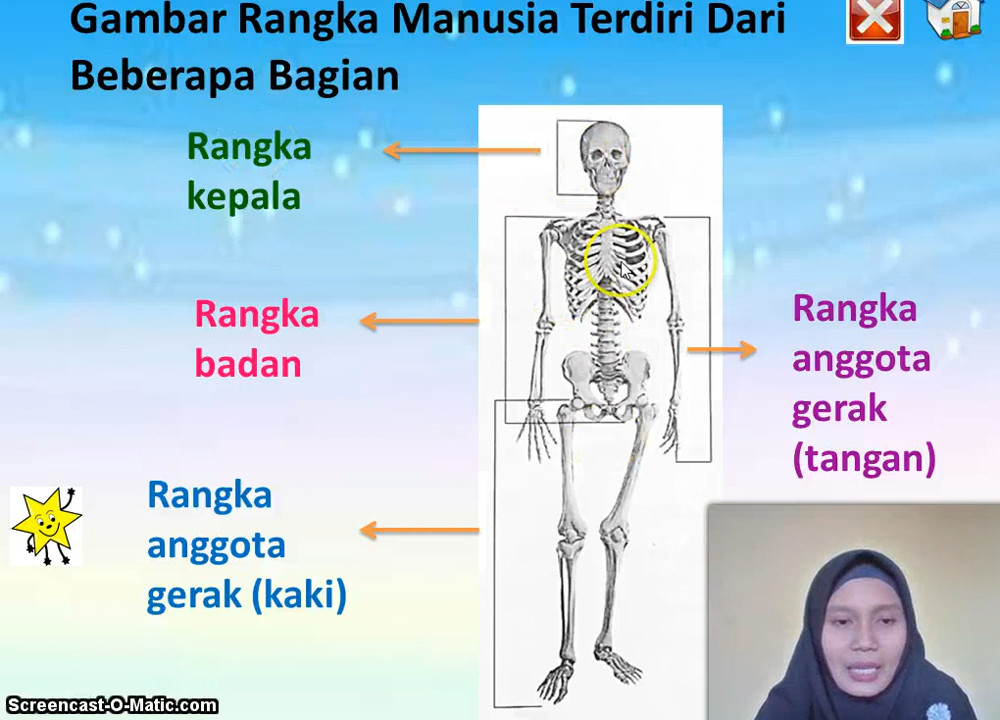 Gambar Rangka Manusia Terdiri Dari
Beberapa Bagian
Rangka
kepala
Rangka
badan
Rangka
anggota
gerak
(tangan)
Rangka
anggota
gerak (kaki)
Screencast-O-Matic.com